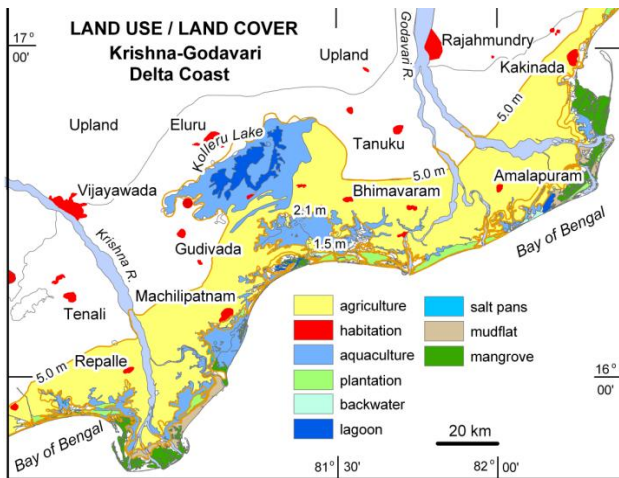 LAND USE / LAND COVER
Krishna-Godavari
Delta Coast
17°
00'
Upland
Godavari R.
Rajahmundry
Kakinada
5.0 m
Upland
Eluru
Kolleru Lake
Tanuku
5.0 m
Vijayawada
Bhimavaram
Amalapuram
2.1 m
Krishna R.
Gudivada
1.5 m
Bay of Bengal
Machilipatnam
Tenali
Repalle
5.0 m
Bay of Bengal
agriculture
habitation
aquaculture
plantation
backwater
lagoon
salt pans
mudflat
mangrove
16°
00'
20 km
81° 30'
82° 00'